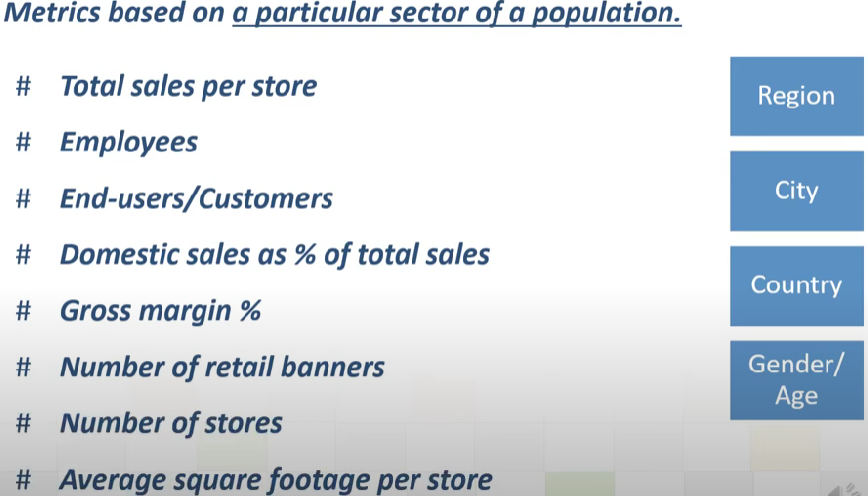 Metrics based on a particular sector of a population.
# Total sales per store
# Employees
# End-users/Customers
# Domestic sales as % of total sales
# Gross margin %
# Number of retail banners
# Number of stores
# Average square footage per store
Region
City
Country
Gender/
Age